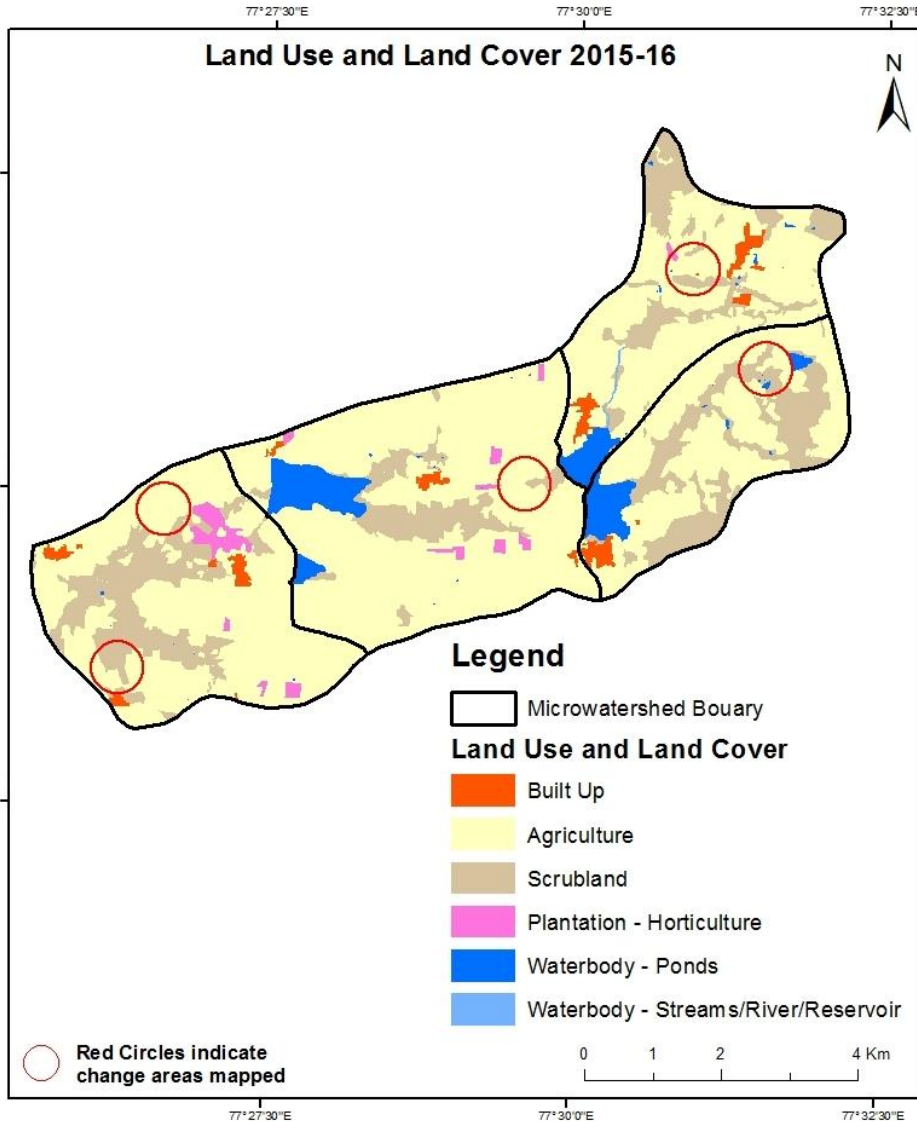 77°27'30"E 77°30'0"E 77°32'30"E
Land Use and Land Cover 2015-16
N
Legend
Microwatershed Bouary
Land Use and Land Cover
Built Up
Agriculture
Scrubland
Plantation - Horticulture
Waterbody - Ponds
Waterbody - Streams/River/Reservoir
Red Circles indicate
change areas mapped
0 1 2 4 Km
77°27'30"E 77°30'0"E 77°32'30"E